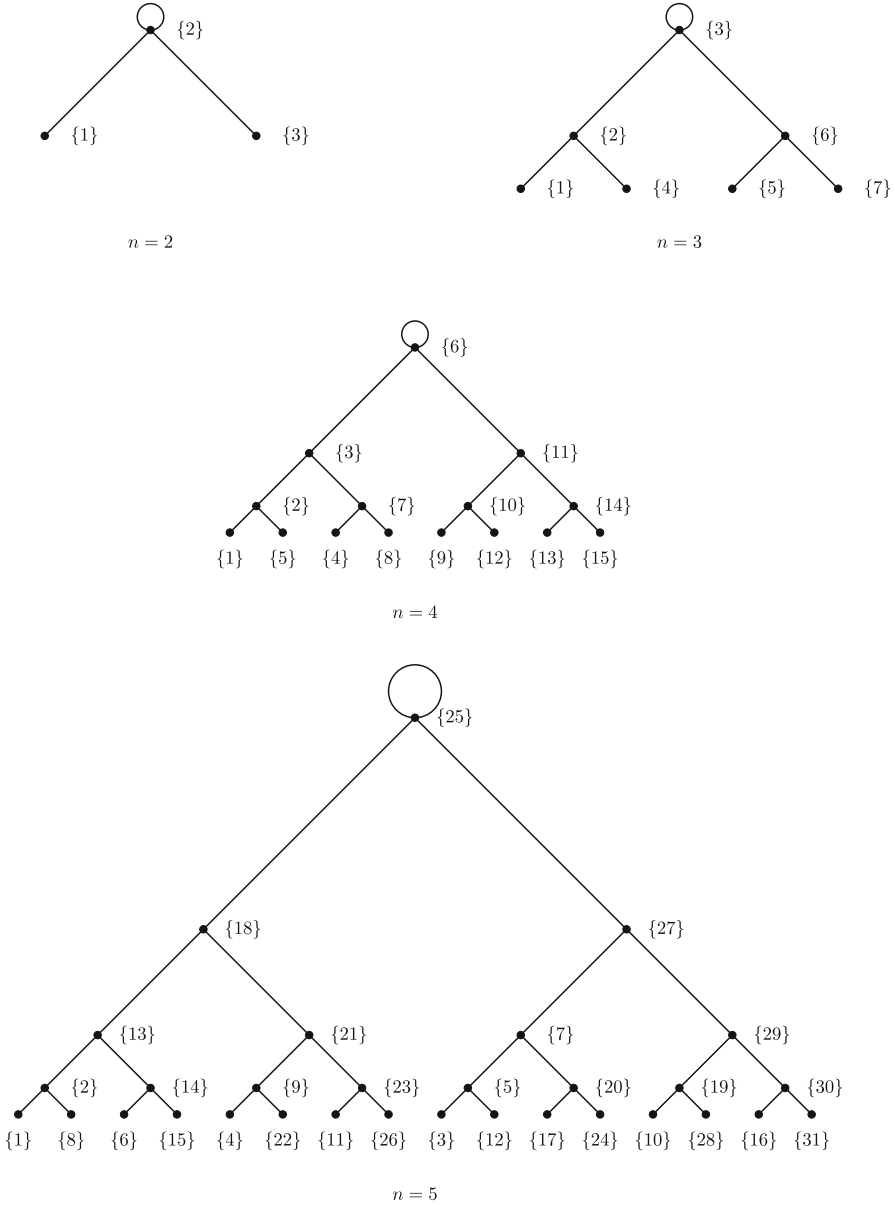 {2} {3}
{1} {3} {2} {6}
{1} {4} {5} {7}
n = 2 n = 3
{6}
{3} {11}
{2} {7} {10} {14}
{1} {5} {4} {8} {9} {12} {13} {15}
n = 4
{25}
{18} {27}
{13} {21} {7} {29}
{2} {14} {9} {23} {5} {20} {19} {30}
{1} {8} {6} {15} {4} {22} {11} {26} {3} {12} {17} {24} {10} {28} {16} {31}
n = 5